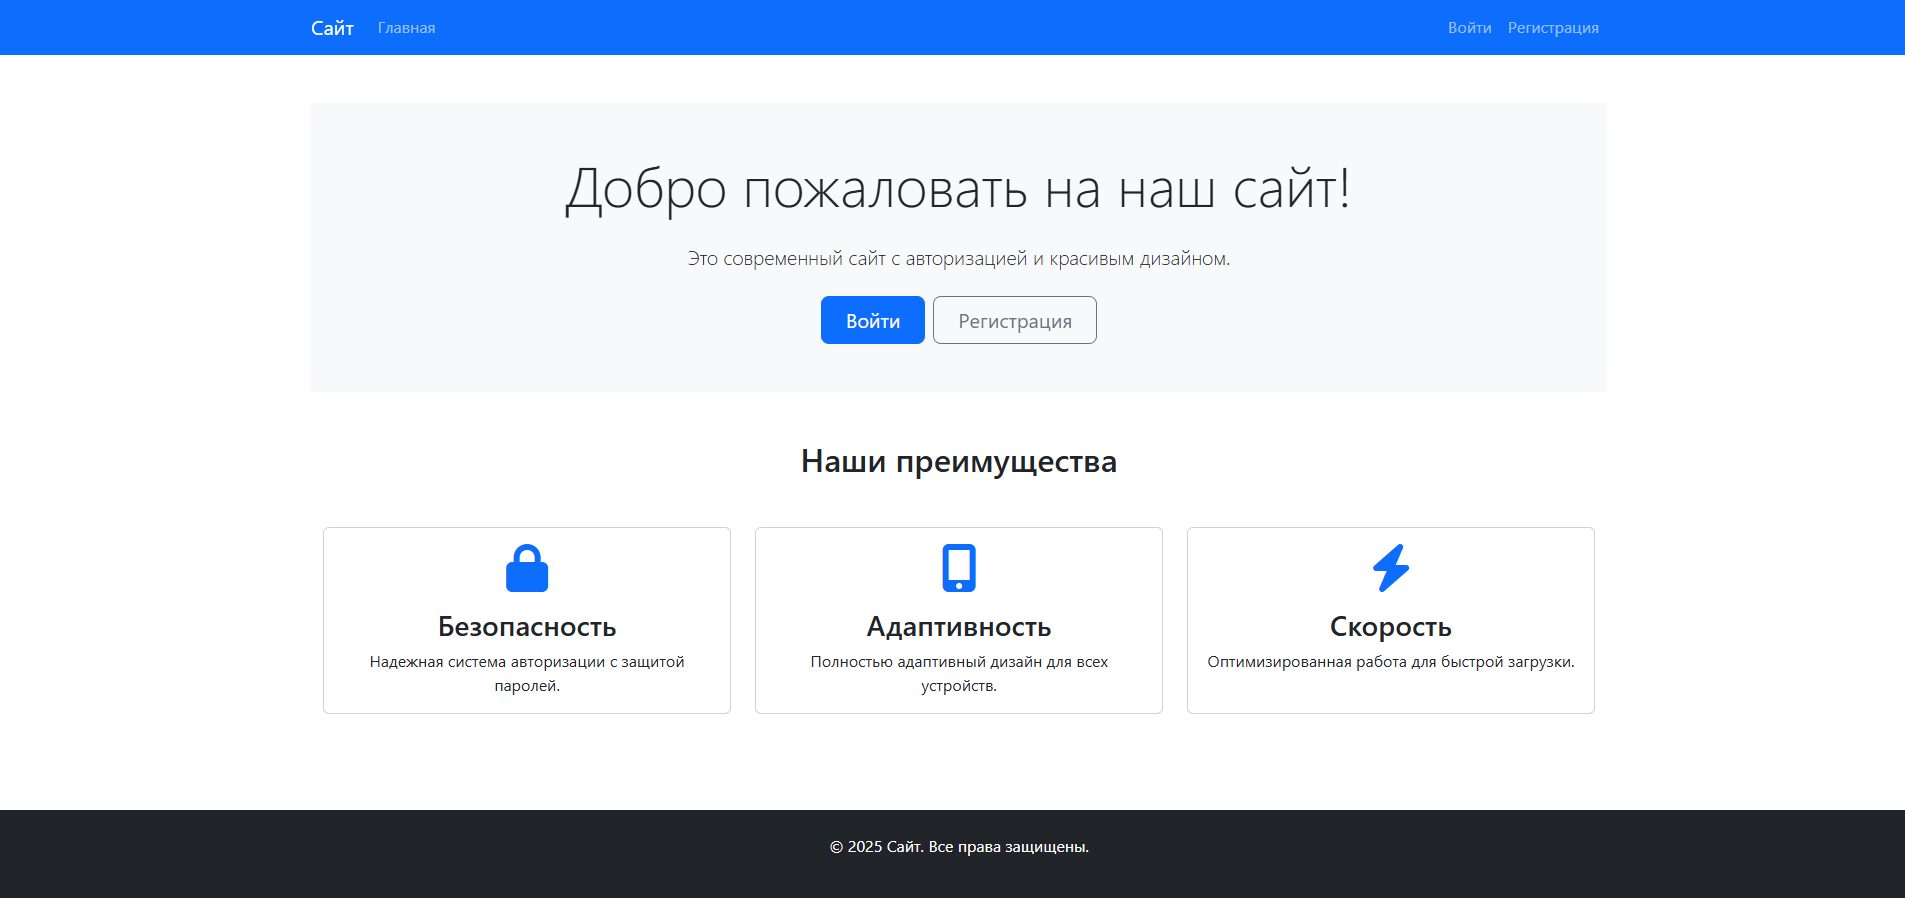 Сайт Главная Войти Регистрация
Добро пожаловать на наш сайт!
Это современный сайт с авторизацией и красивым дизайном.
Войти Регистрация
Наши преимущества
Безопасность
Надежная система авторизации с защитой
паролей.
Адаптивность
Полностью адаптивный дизайн для всех
устройств.
Скорость
Оптимизированная работа для быстрой загрузки.
© 2025 Сайт. Все права защищены.